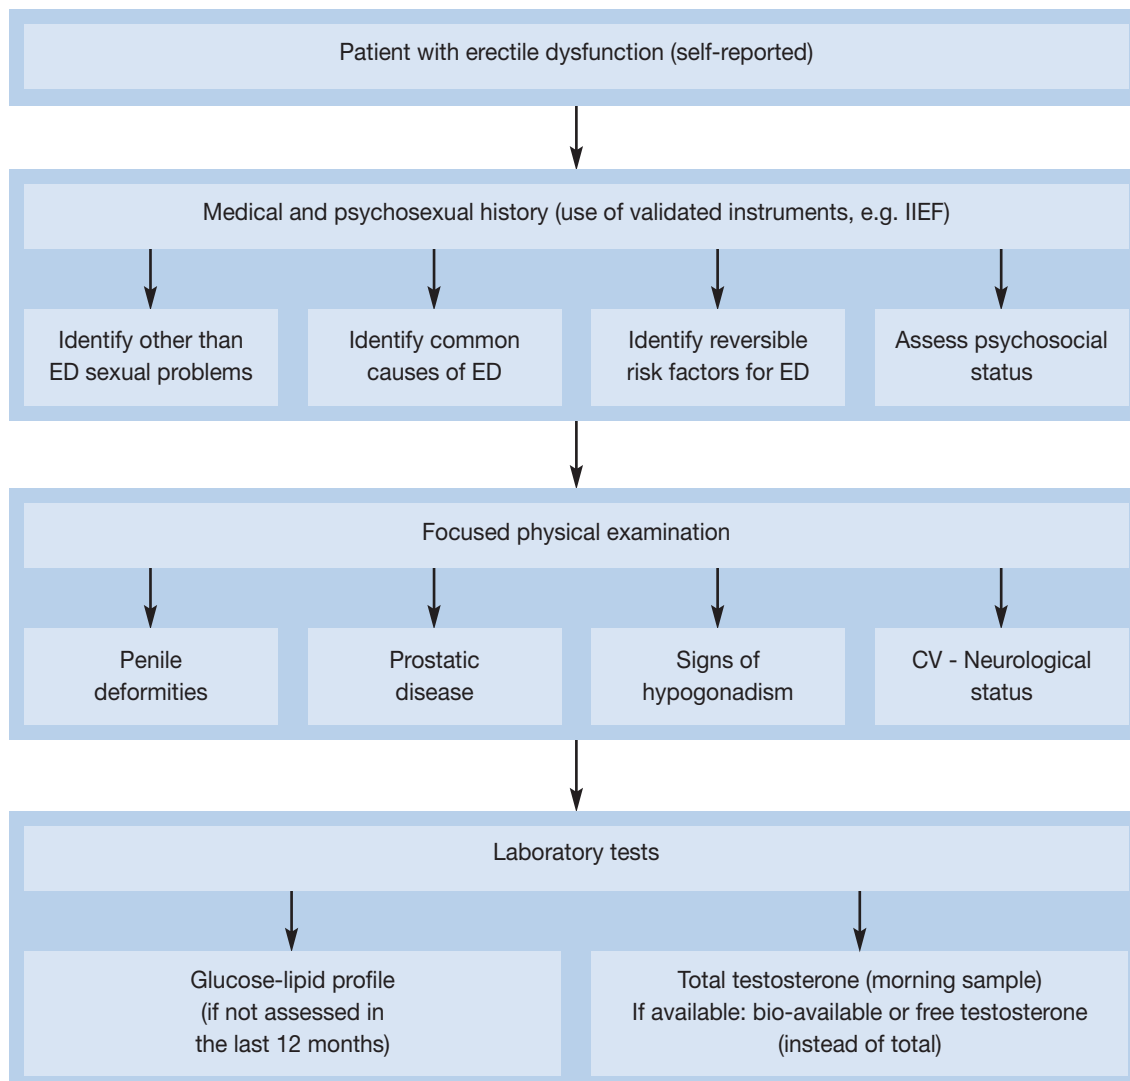 Patient with erectile dysfunction (self-reported)
Medical and psychosexual history (use of validated instruments, e.g. IIEF)
Identify other than
ED sexual problems
Identify common
causes of ED
Identify reversible
risk factors for ED
Assess psychosocial
status
Focused physical examination
Penile
deformities
Prostatic
disease
Signs of
hypogonadism
CV - Neurological
status
Laboratory tests
Glucose-lipid profile
(if not assessed in
the last 12 months)
Total testosterone (morning sample)
If available: bio-available or free testosterone
(instead of total)